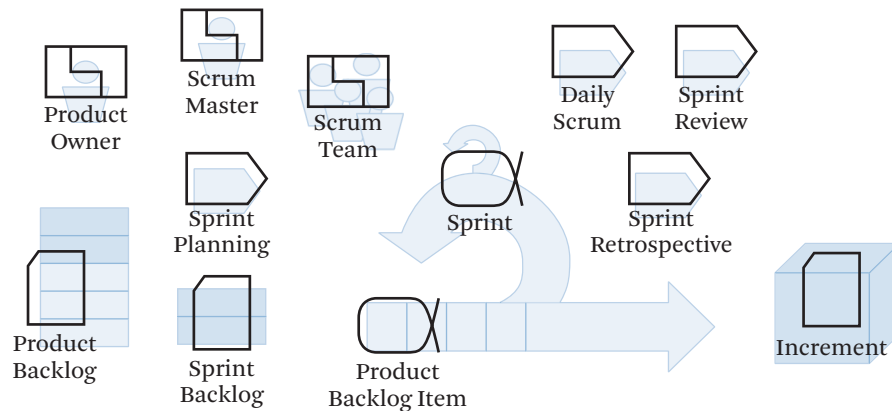 Product
Owner
Scrum
Master
Scrum
Team
Daily
Scrum
Sprint
Review
Sprint
Planning
Sprint
Sprint
Retrospective
Product
Backlog
Sprint
Backlog
Product
Backlog Item
Increment